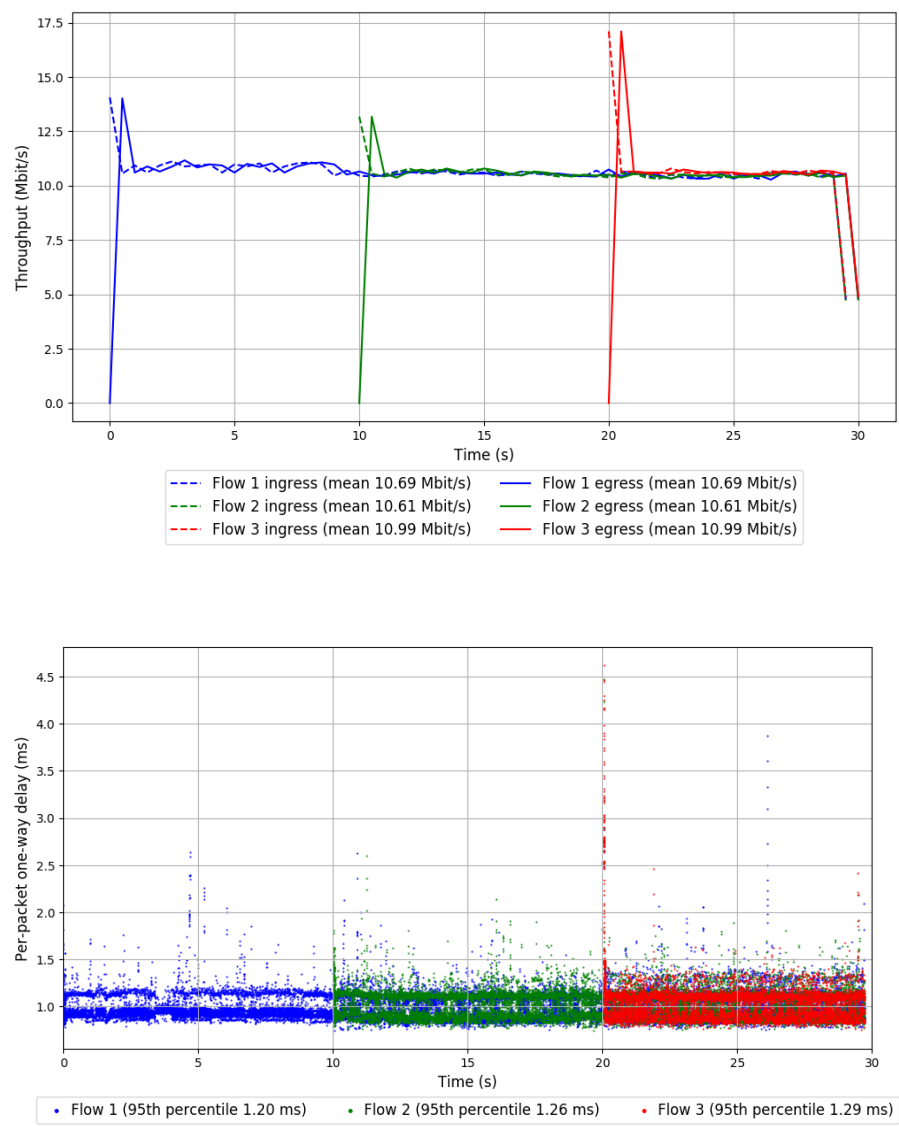 17.5
15.0
12.5
10.0
7.5
5.0
2.5
0.0
Throughput (Mbit/s)
0 5 10 15 20 25 30
Time (s)
Flow 1 ingress (mean 10.69 Mbit/s) Flow 1 egress (mean 10.69 Mbit/s)
Flow 2 ingress (mean 10.61 Mbit/s) Flow 2 egress (mean 10.61 Mbit/s)
Flow 3 ingress (mean 10.99 Mbit/s) Flow 3 egress (mean 10.99 Mbit/s)
4.5
4.0
3.5
3.0
2.5
2.0
1.5
1.0
Per-packet one-way delay (ms)
0 5 10 15 20 25 30
Time (s)
Flow 1 (95th percentile 1.20 ms) Flow 2 (95th percentile 1.26 ms) Flow 3 (95th percentile 1.29 ms)